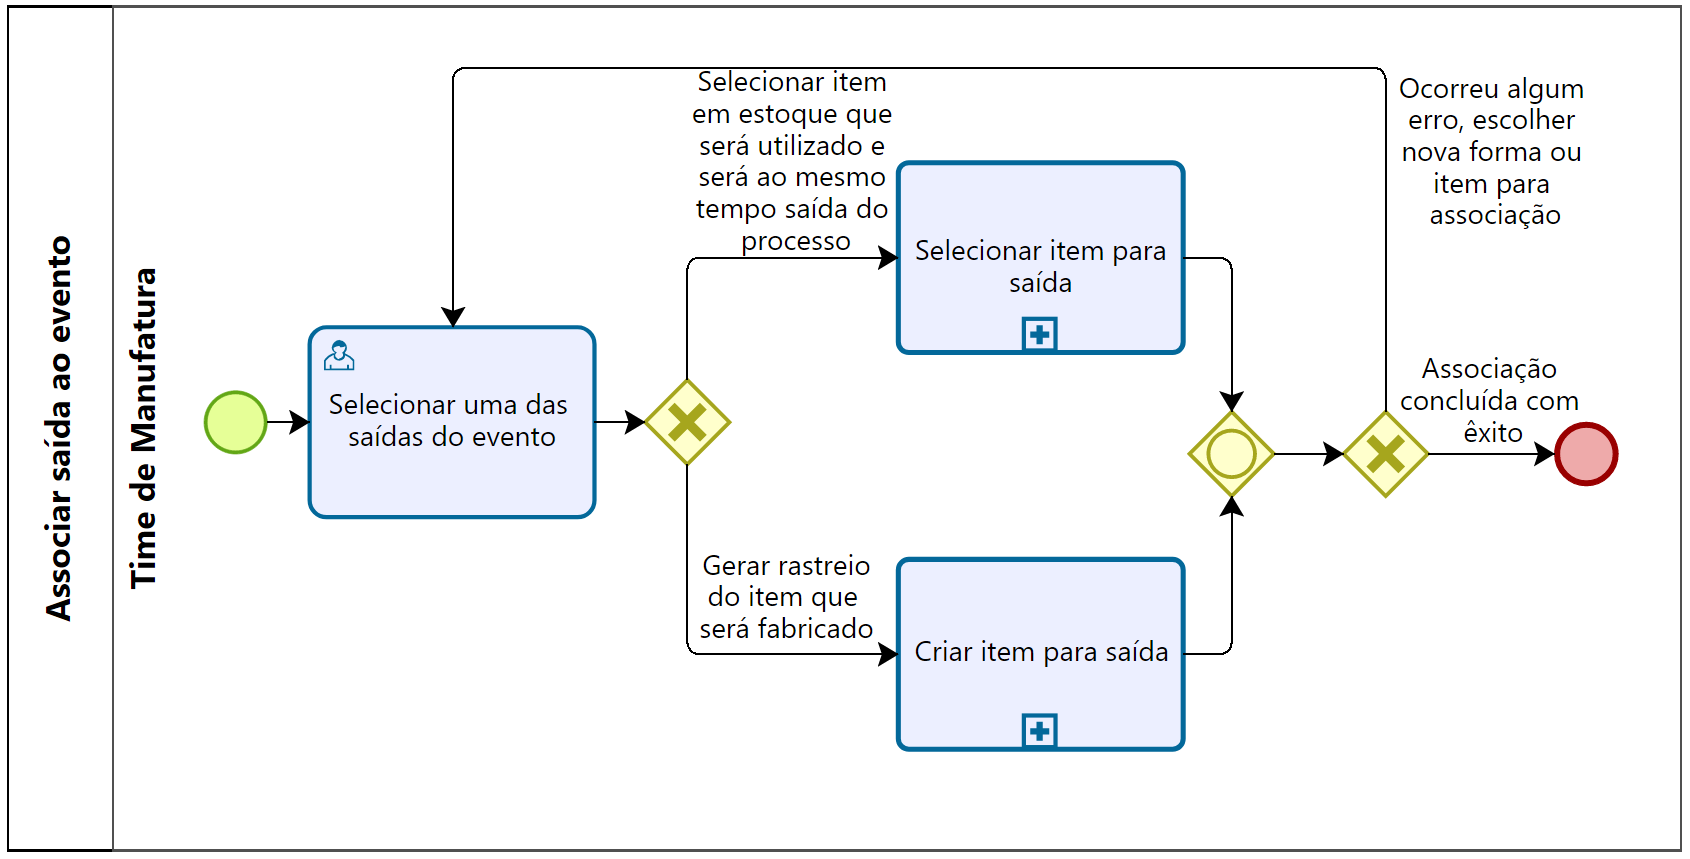 Associar saída ao evento
Time de Manufatura
Selecionar uma das
saídas do evento
Selecionar item
em estoque que
será utilizado e
será ao mesmo
tempo saída do
processo
Selecionar item para
saída
Gerar rastreio
do item que
será fabricado
Criar item para saída
Ocorreu algum
erro, escolher
nova forma ou
item para
associação
Associação
concluída com
êxito